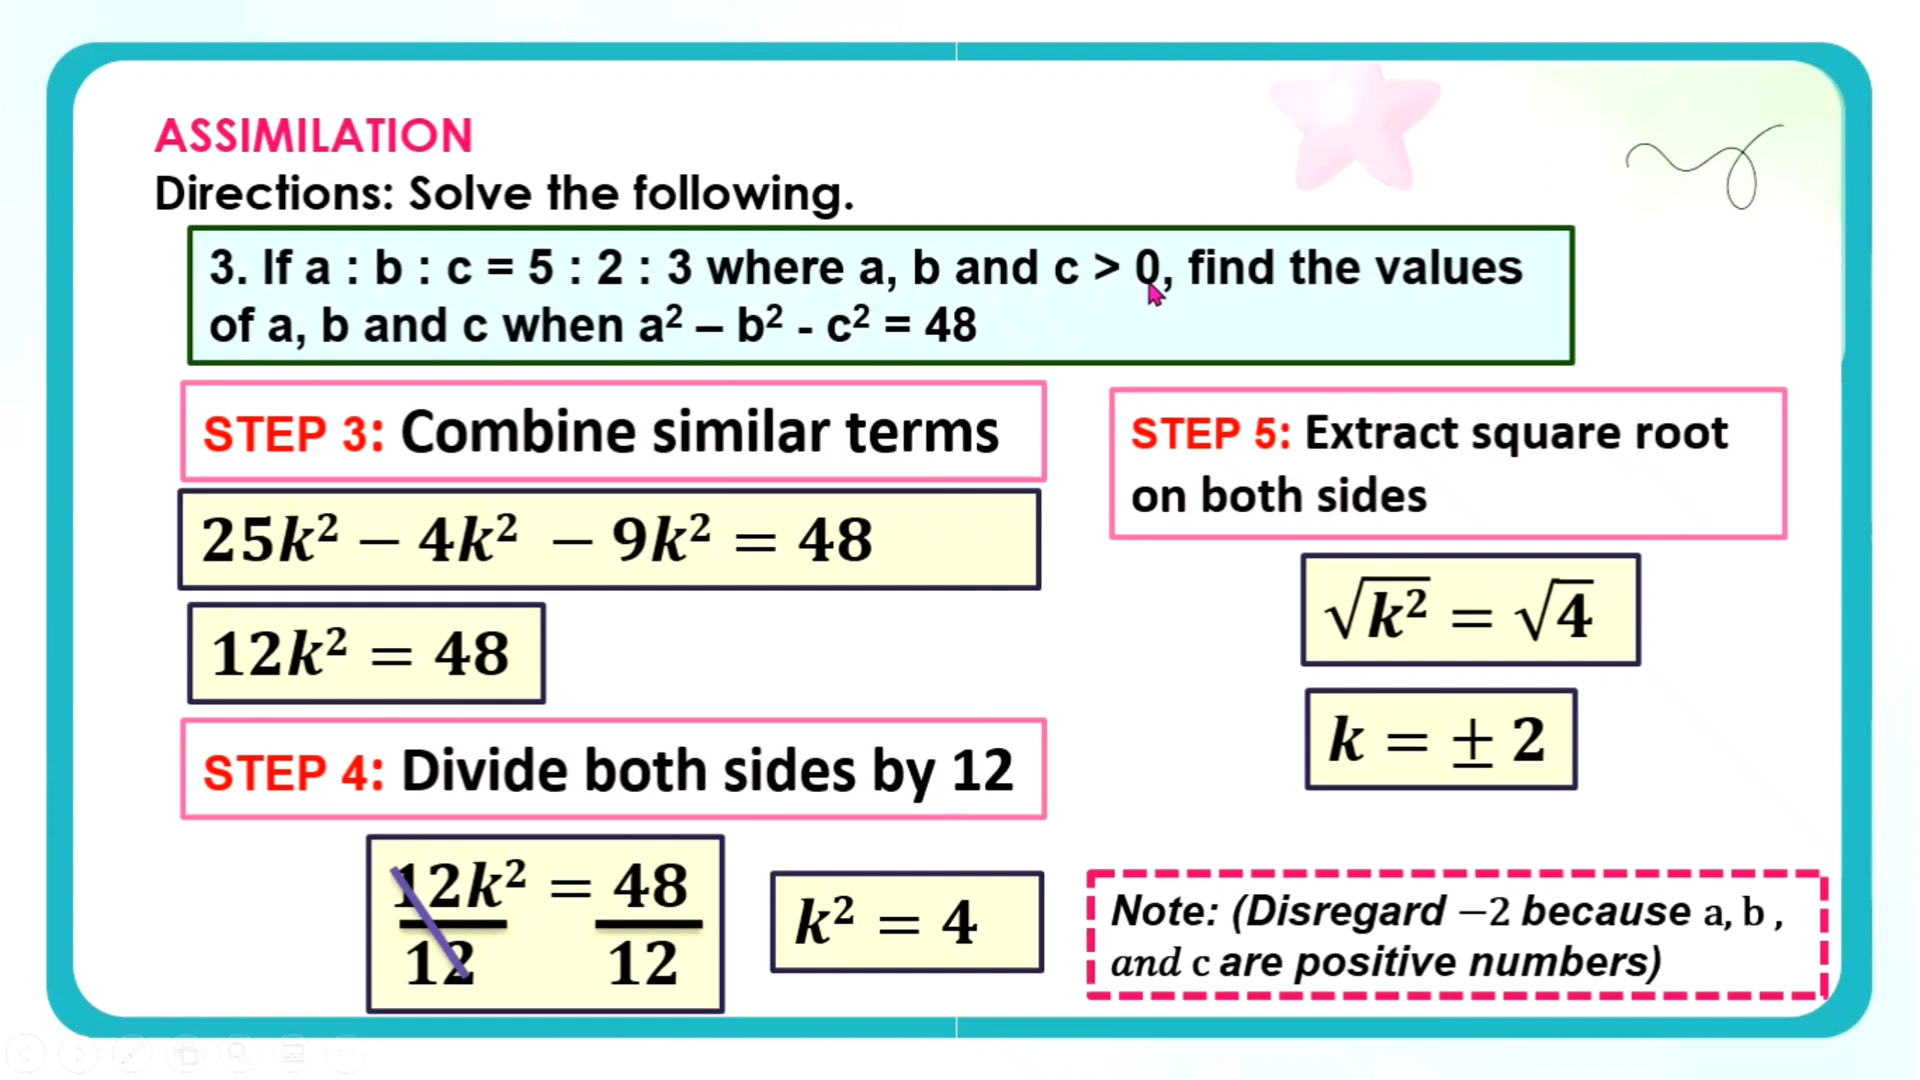 ASSIMILATION
Directions: Solve the following.
3. If a : b : c = 5 : 2 : 3 where a, b and c > 0, find the values
of a, b and c when a² – b² - c² = 48
STEP 3: Combine similar terms
25k² − 4k² − 9k² = 48
12k² = 48
STEP 4: Divide both sides by 12
12k² = 48
12 12
k² = 4
STEP 5: Extract square root
on both sides
√k² = √4
k = ± 2
Note: (Disregard −2 because a, b ,
and c are positive numbers)